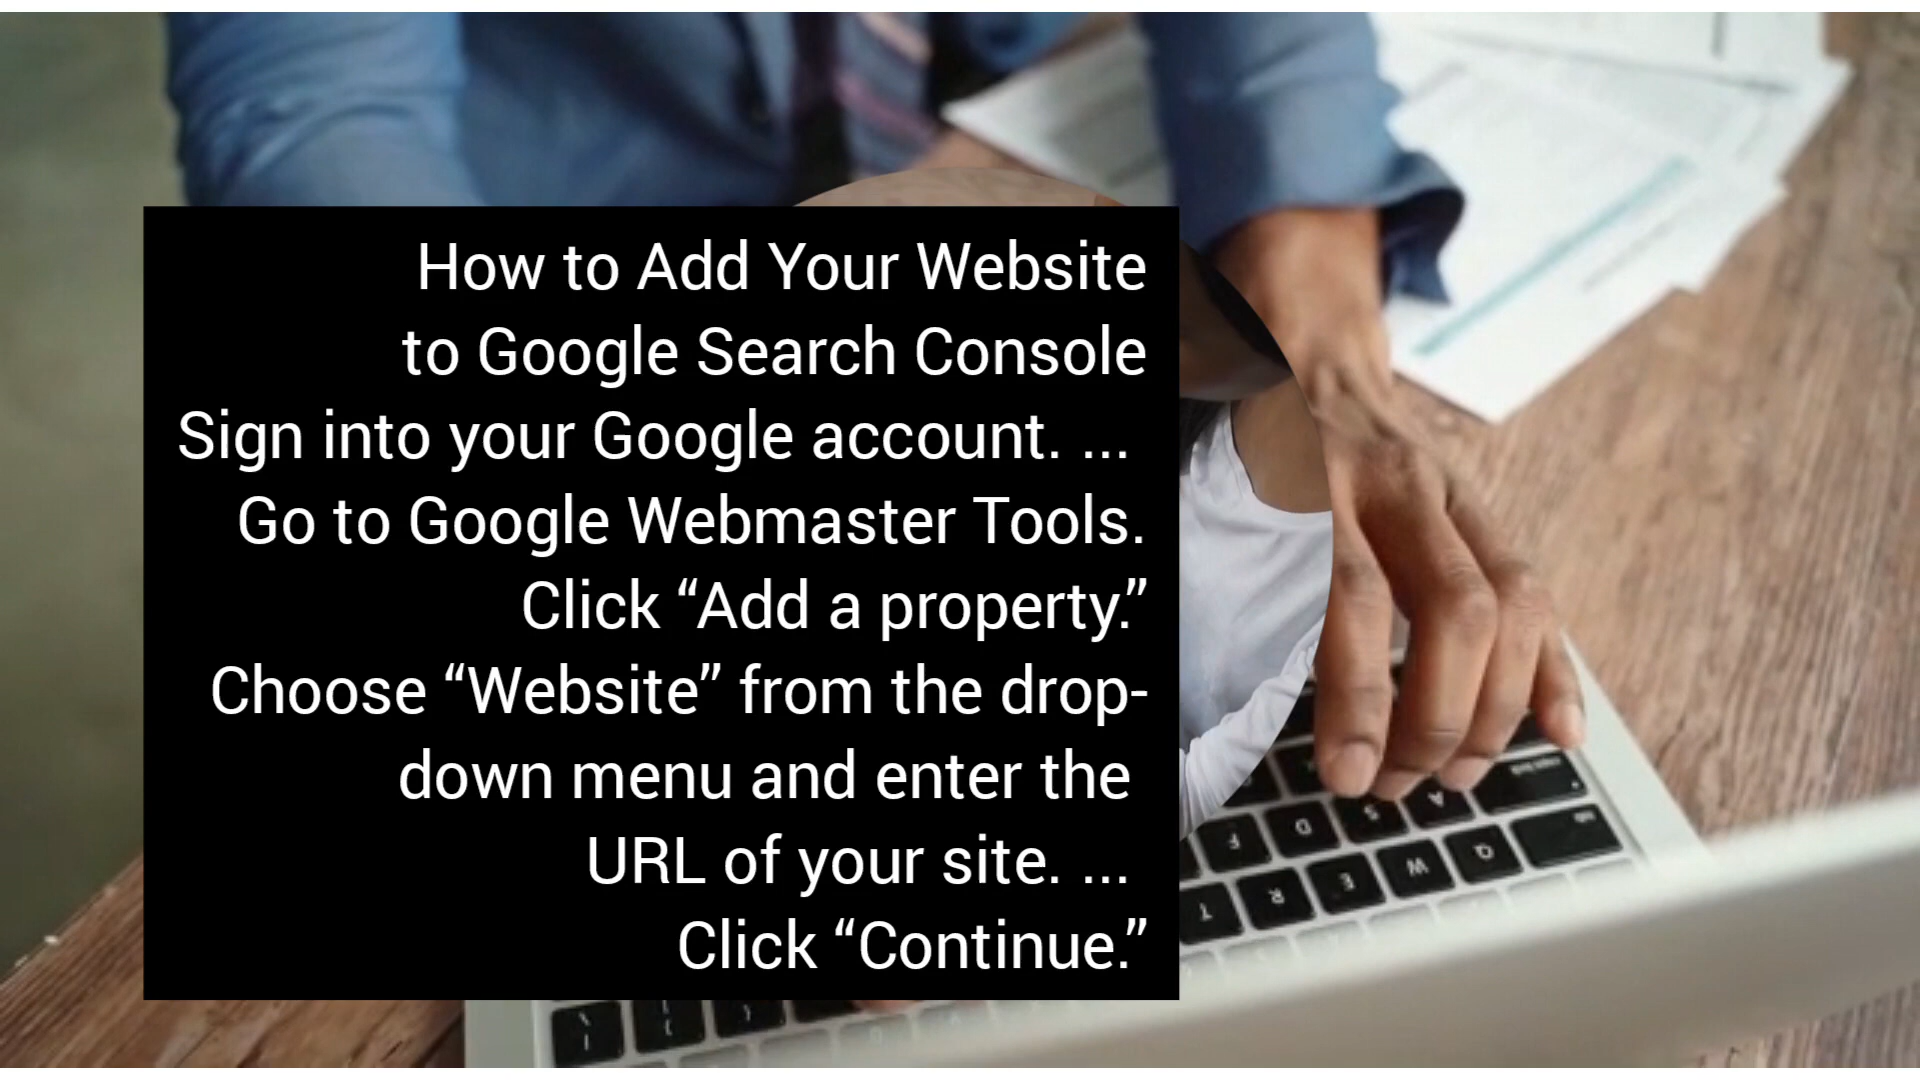 How to Add Your Website
to Google Search Console
Sign into your Google account. ...
Go to Google Webmaster Tools.
Click “Add a property.”
Choose “Website” from the drop-
down menu and enter the
URL of your site. ...
Click “Continue.”
A
S
D
F
Q
W
E
R
T